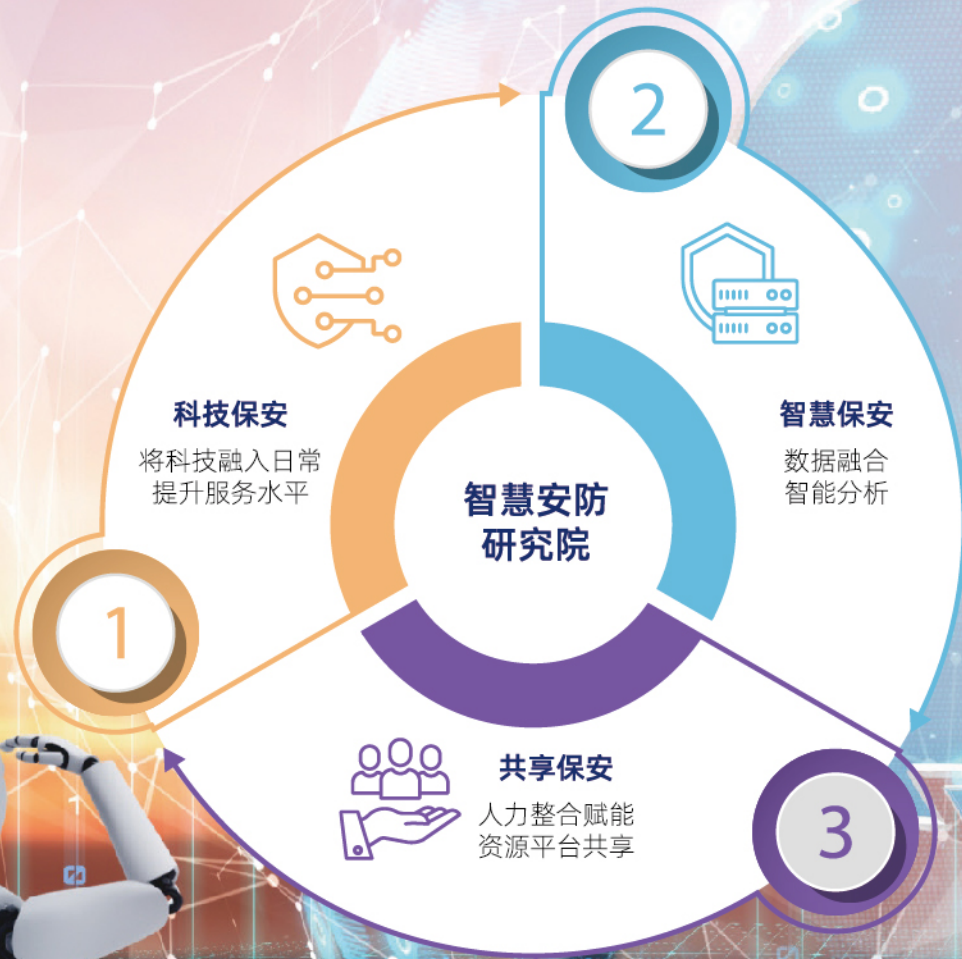 智慧安防
研究院
1
科技保安
将科技融入日常
提升服务水平
2
智慧保安
数据融合
智能分析
3
共享保安
人力整合赋能
资源平台共享